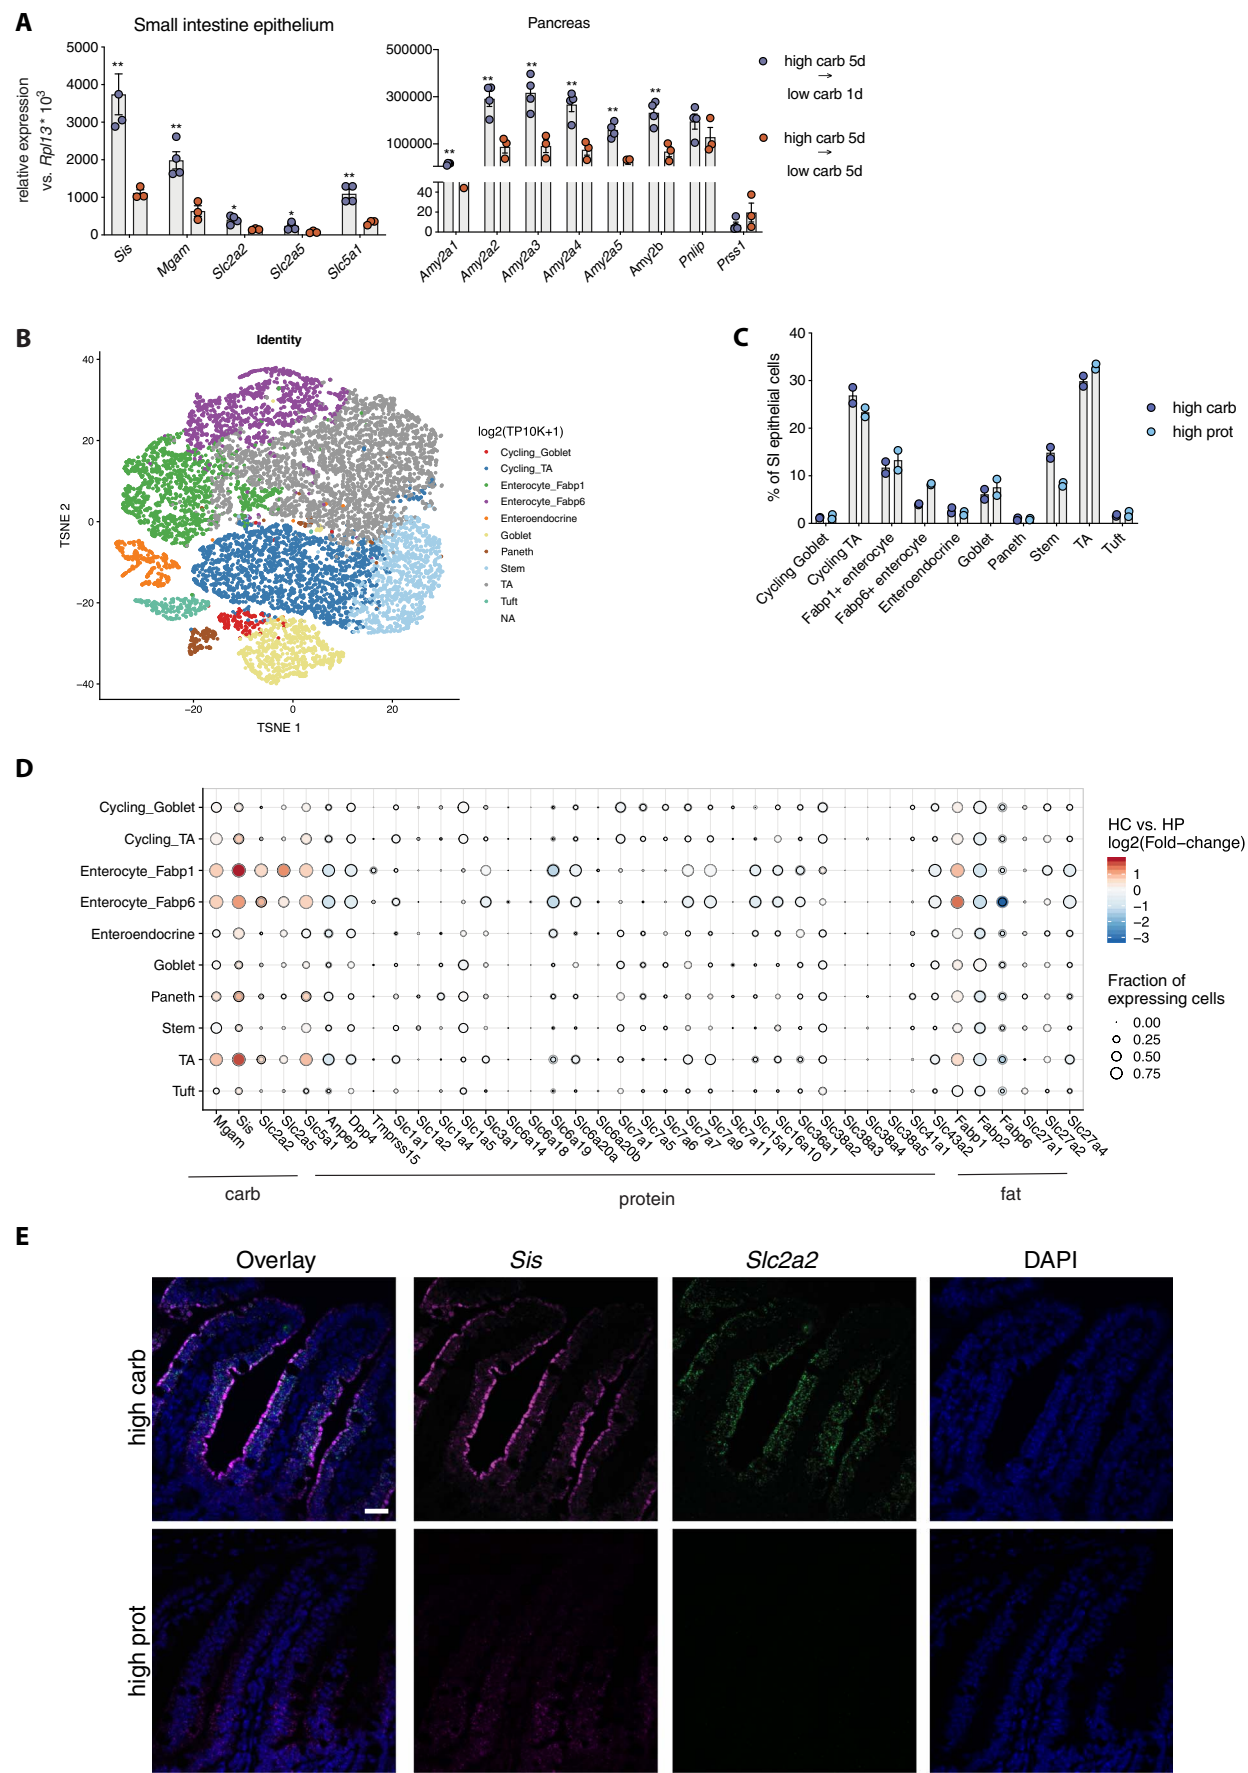 A
Small intestine epithelium
Pancreas
relative expression
vs. Rpl13 * 10³
5000
4000
3000
2000
1000
0
** ** * * **
Sis
Mgam
Slc2a2
Slc2a5
Slc5a1
500000
300000
100000
40
20
0
** ** ** ** ** **
Amy2a1
Amy2a2
Amy2a3
Amy2a4
Amy2a5
Amy2b
Pnlip
Prss1
high carb 5d
→
low carb 1d
high carb 5d
→
low carb 5d
B
Identity
TSNE 2
40
20
0
−20
−40
−20
0
20
TSNE 1
log2(TP10K+1)
Cycling_Goblet
Cycling_TA
Enterocyte_Fabp1
Enterocyte_Fabp6
Enteroendocrine
Goblet
Paneth
Stem
TA
Tuft
NA
C
% of SI epithelial cells
40
30
20
10
0
Cycling Goblet
Cycling TA
Fabp1+ enterocyte
Fabp6+ enterocyte
Enteroendocrine
Goblet
Paneth
Stem
TA
Tuft
high carb
high prot
D
Cycling_Goblet
Cycling_TA
Enterocyte_Fabp1
Enterocyte_Fabp6
Enteroendocrine
Goblet
Paneth
Stem
TA
Tuft
Mgam
Sis
Slc2a2
Slc2a5
Slc5a1
Anpep
Dpp4
Tmprss15
Slc1a1
Slc1a2
Slc1a4
Slc1a5
Slc3a1
Slc6a14
Slc6a18
Slc6a19
Slc6a20a
Slc6a20b
Slc7a1
Slc7a5
Slc7a6
Slc7a7
Slc7a9
Slc7a11
Slc15a1
Slc16a10
Slc36a1
Slc38a2
Slc38a3
Slc38a4
Slc38a5
Slc41a1
Slc43a2
Fabp1
Fabp2
Fabp6
Slc27a1
Slc27a2
Slc27a4
carb
protein
fat
HC vs. HP
log2(Fold−change)
1
0
−1
−2
−3
Fraction of
expressing cells
0.00
0.25
0.50
0.75
E
Overlay
Sis
Slc2a2
DAPI
high carb
high prot